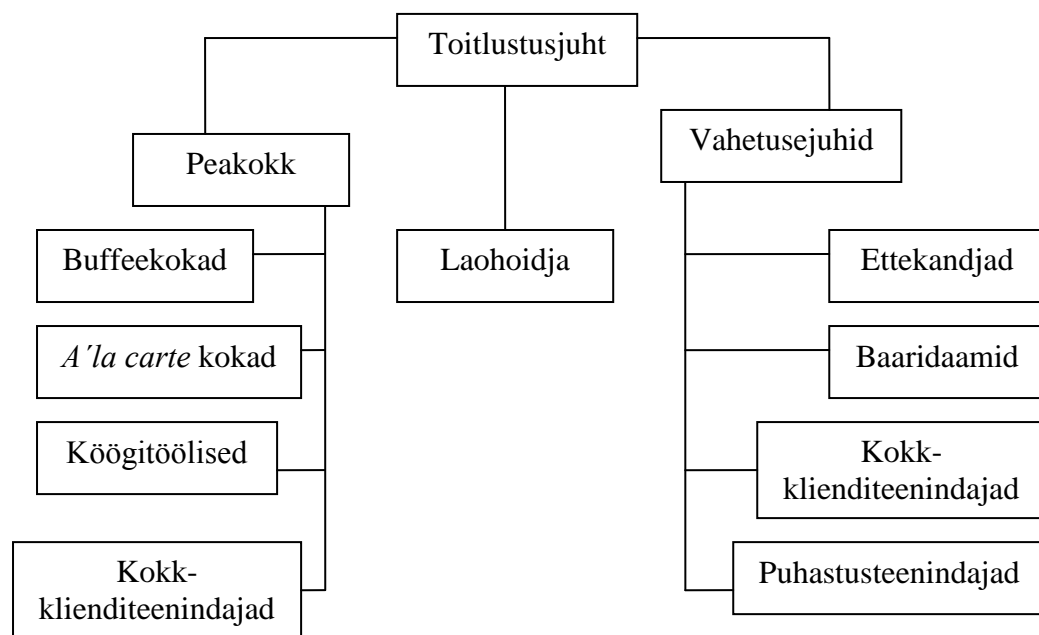 Toitlustusjuht
Peakokk
Vahetusejuhid
Buffeekokad
Laohoidja
Ettekandjad
A´la carte kokad
Baaridaamid
Köögitöölised
Kokk-
klienditeenindajad
Kokk-
klienditeenindajad
Puhastusteenindajad